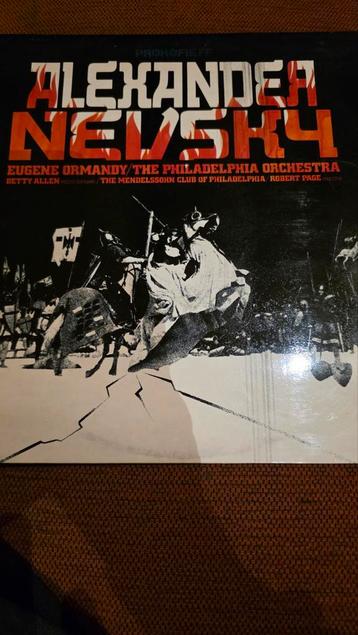 PROKOFIEFF
ALEXANDER
NEVSKY
EUGENE ORMANDY/THE PHILADELPHIA ORCHESTRA
BETTY ALLEN / THE MENDELSSOHN CLUB OF PHILADELPHIA / ROBERT PAGE